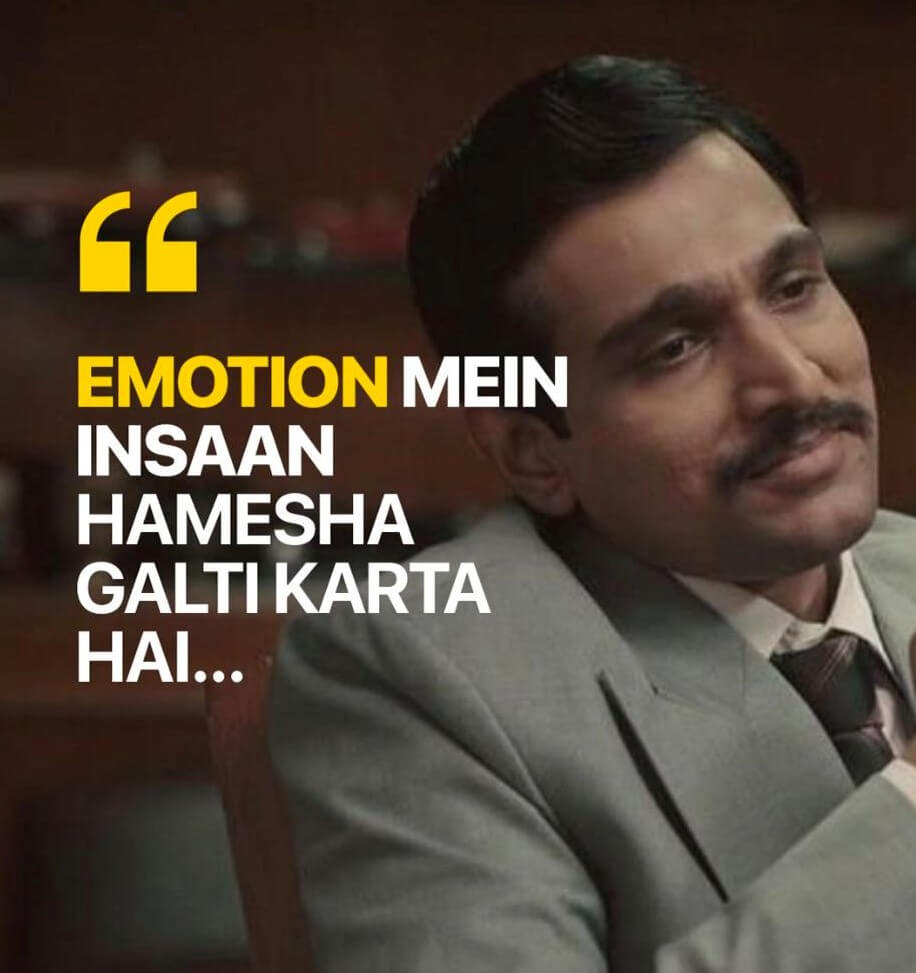 “
EMOTION MEIN
INSAAN
HAMESHA
GALTI KARTA
HAI...